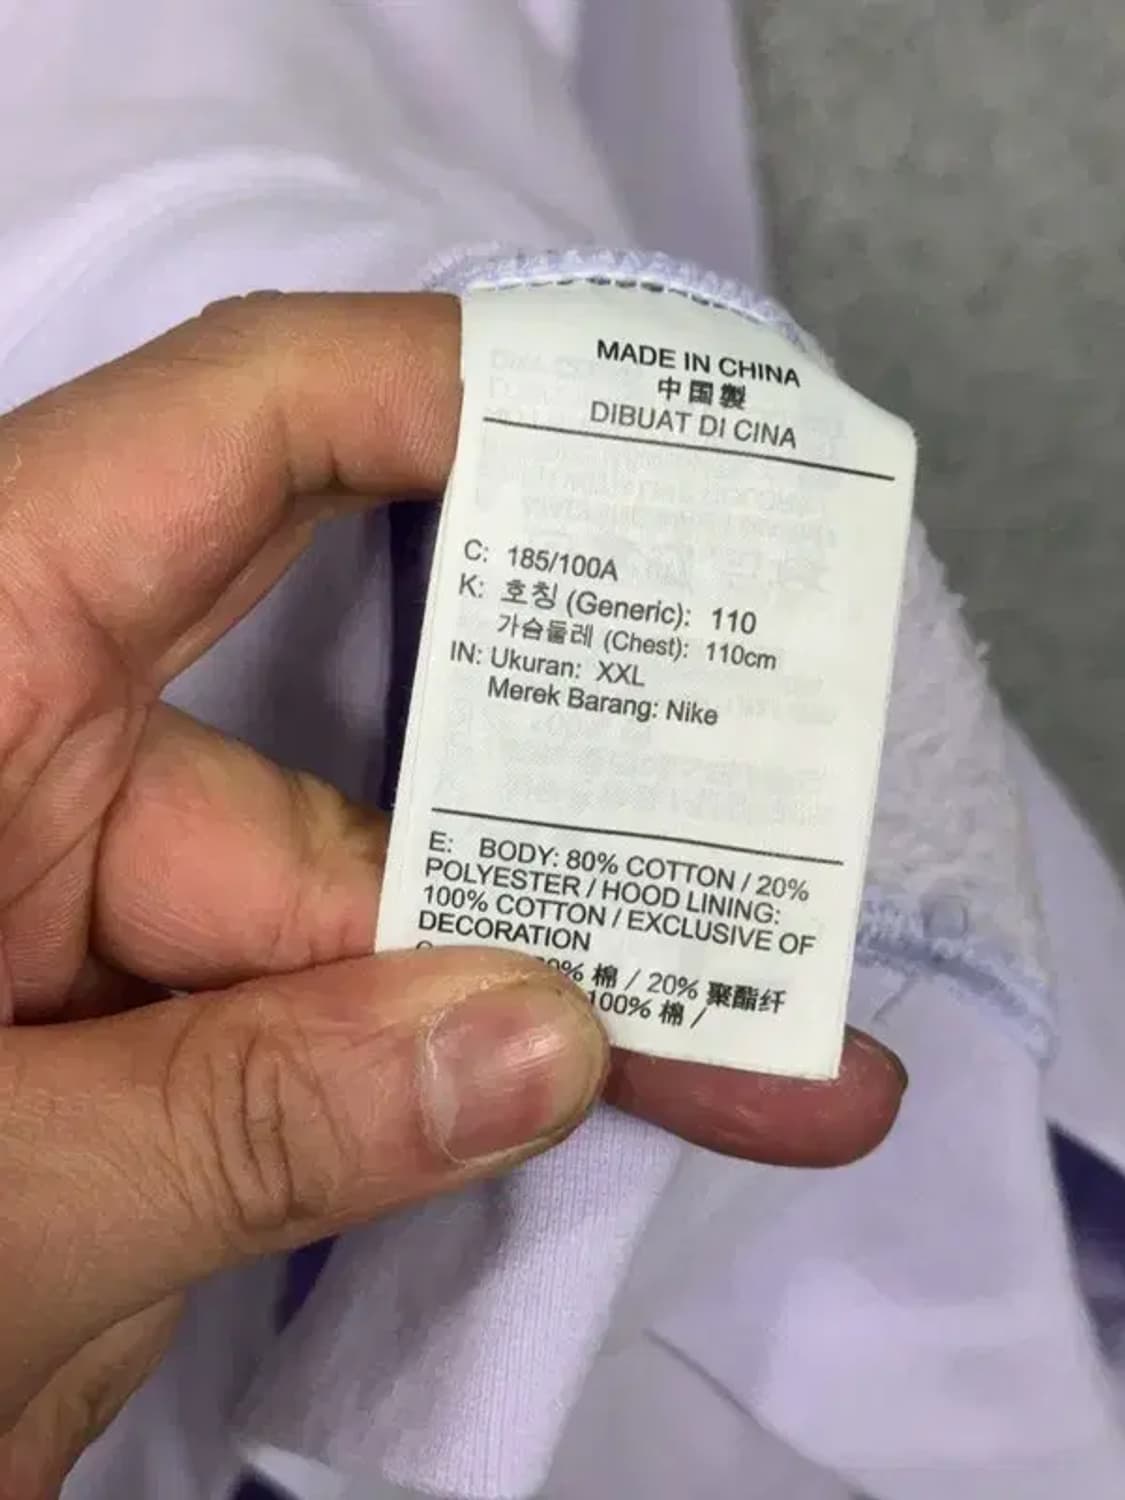 MADE IN CHINA
中国製
DIBUAT DI CINA
C: 185/100A
K: 호칭 (Generic): 110
가슴둘레 (Chest): 110cm
IN: Ukuran: XXL
Merek Barang: Nike
E: BODY: 80% COTTON / 20%
POLYESTER / HOOD LINING:
100% COTTON / EXCLUSIVE OF
DECORATION
棉 / 20% 聚酯纤
100% 棉 /